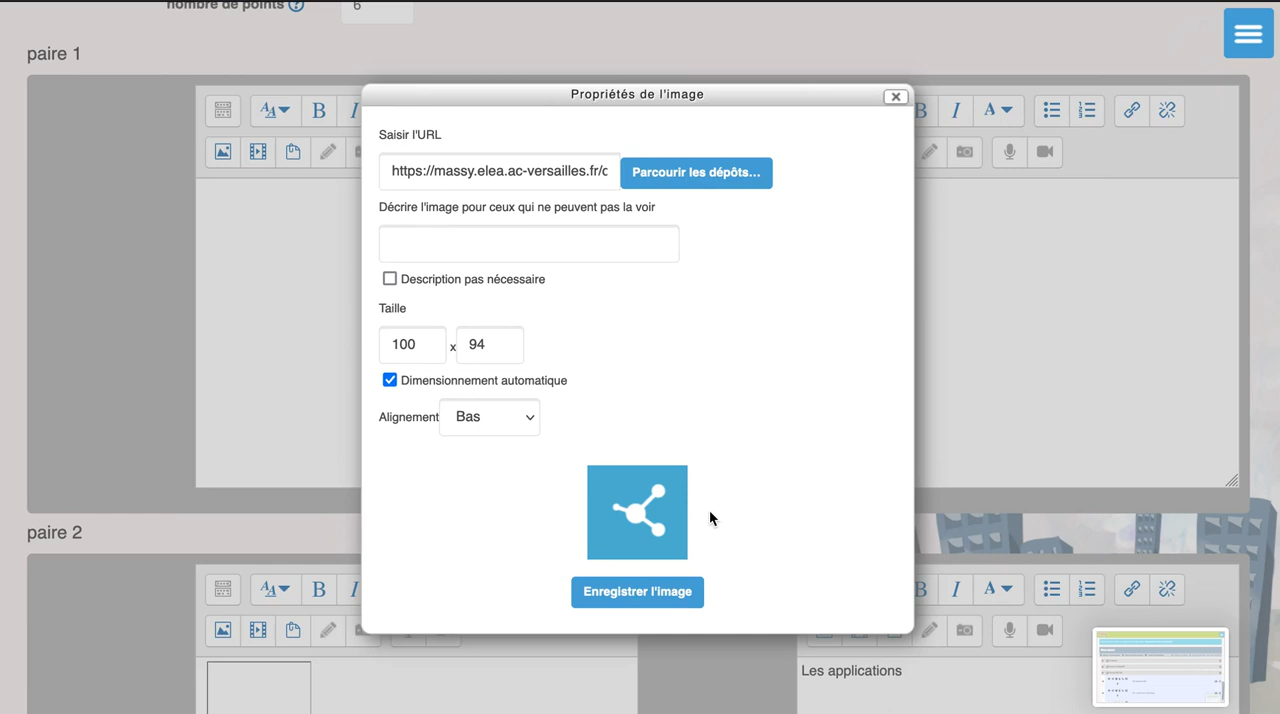 nombre de points ?
6
paire 1
Propriétés de l'image
Saisir l'URL
https://massy.elea.ac-versailles.fr/c
Parcourir les dépôts...
Décrire l'image pour ceux qui ne peuvent pas la voir
Description pas nécessaire
Taille
100 x 94
Dimensionnement automatique
Alignement Bas
Enregistrer l'image
paire 2
Les applications